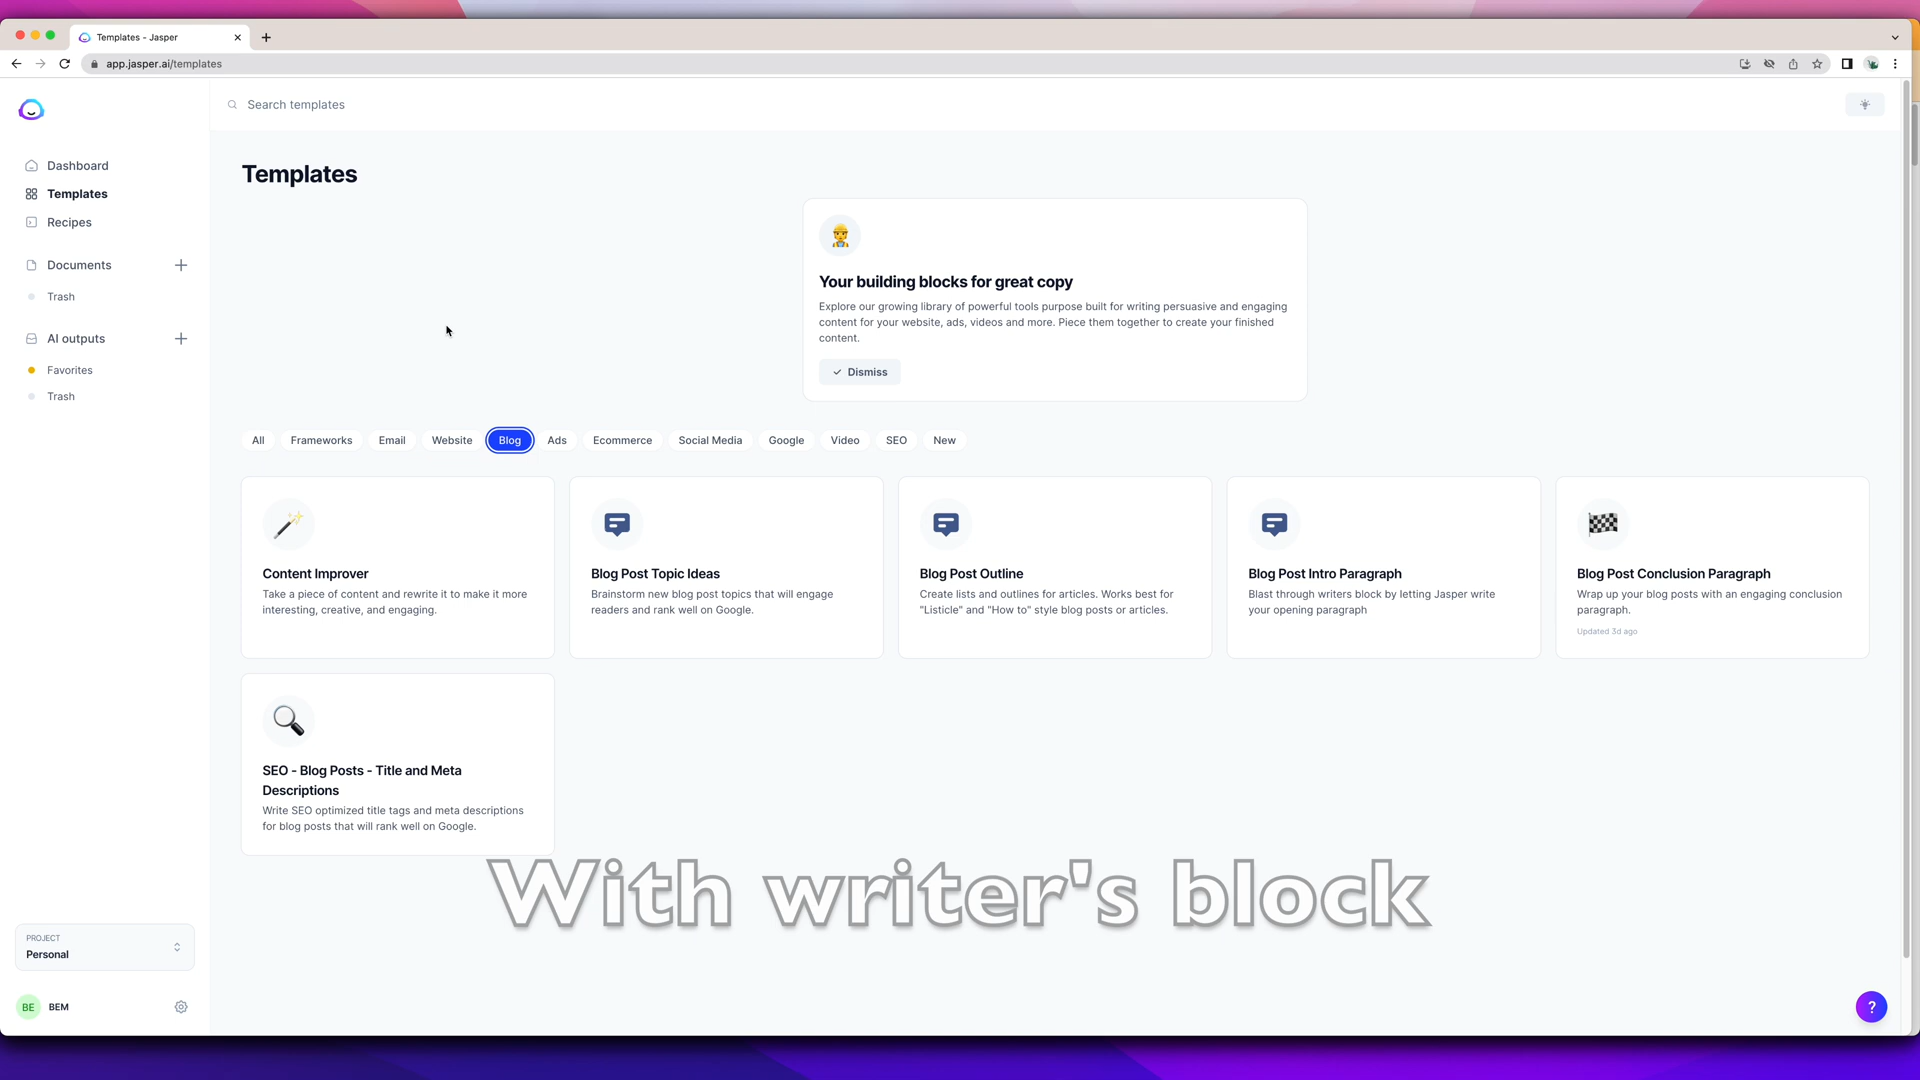 Templates - Jasper
app.jasper.ai/templates
Search templates
Dashboard
Templates
Recipes
Documents
Trash
AI outputs
Favorites
Trash
PROJECT
Personal
BE
BEM
Templates
Your building blocks for great copy
Explore our growing library of powerful tools purpose built for writing persuasive and engaging
content for your website, ads, videos and more. Piece them together to create your finished
content.
Dismiss
All Frameworks Email Website Blog Ads Ecommerce Social Media Google Video SEO New
Content Improver
Take a piece of content and rewrite it to make it more
interesting, creative, and engaging.
Blog Post Topic Ideas
Brainstorm new blog post topics that will engage
readers and rank well on Google.
Blog Post Outline
Create lists and outlines for articles. Works best for
"Listicle" and "How to" style blog posts or articles.
Blog Post Intro Paragraph
Blast through writers block by letting Jasper write
your opening paragraph
Blog Post Conclusion Paragraph
Wrap up your blog posts with an engaging conclusion
paragraph.
Updated 3d ago
SEO - Blog Posts - Title and Meta
Descriptions
Write SEO optimized title tags and meta descriptions
for blog posts that will rank well on Google.
With writer's block
?